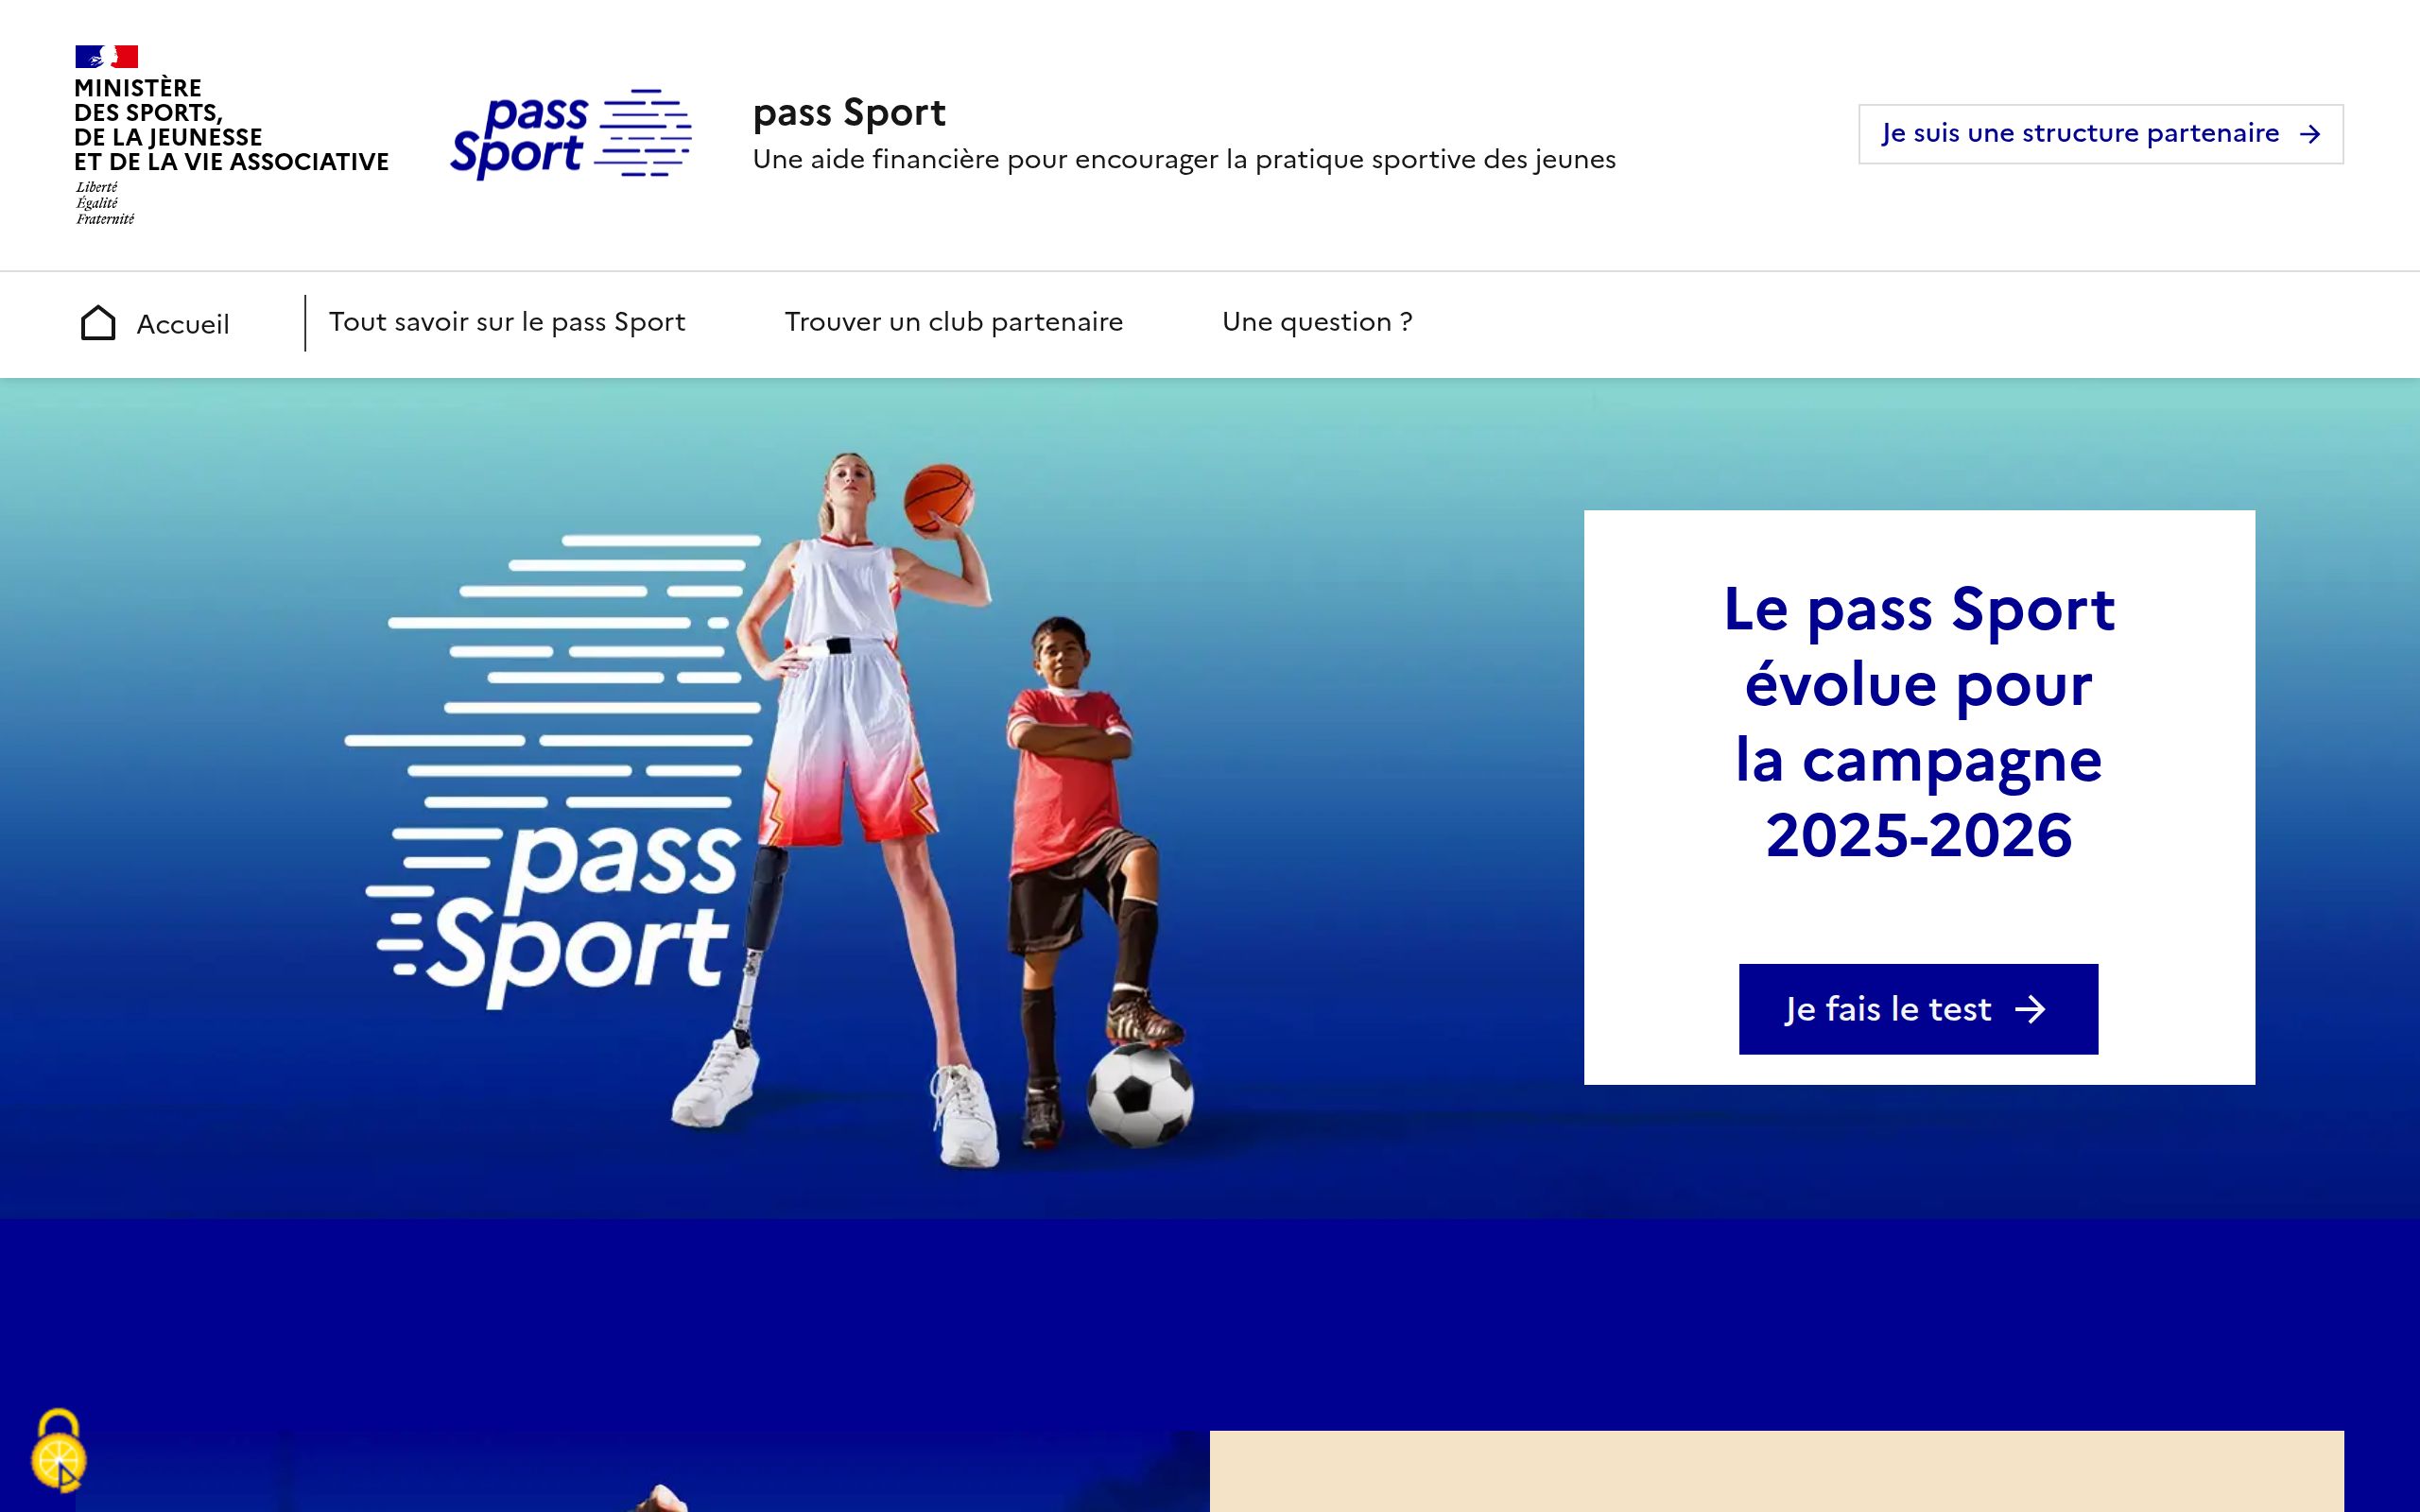 MINISTÈRE
DES SPORTS,
DE LA JEUNESSE
ET DE LA VIE ASSOCIATIVE
Liberté
Égalité
Fraternité
pass
Sport
pass Sport
Une aide financière pour encourager la pratique sportive des jeunes
Je suis une structure partenaire
Accueil
Tout savoir sur le pass Sport
Trouver un club partenaire
Une question ?
pass
Sport
Le pass Sport
évolue pour
la campagne
2025-2026
Je fais le test